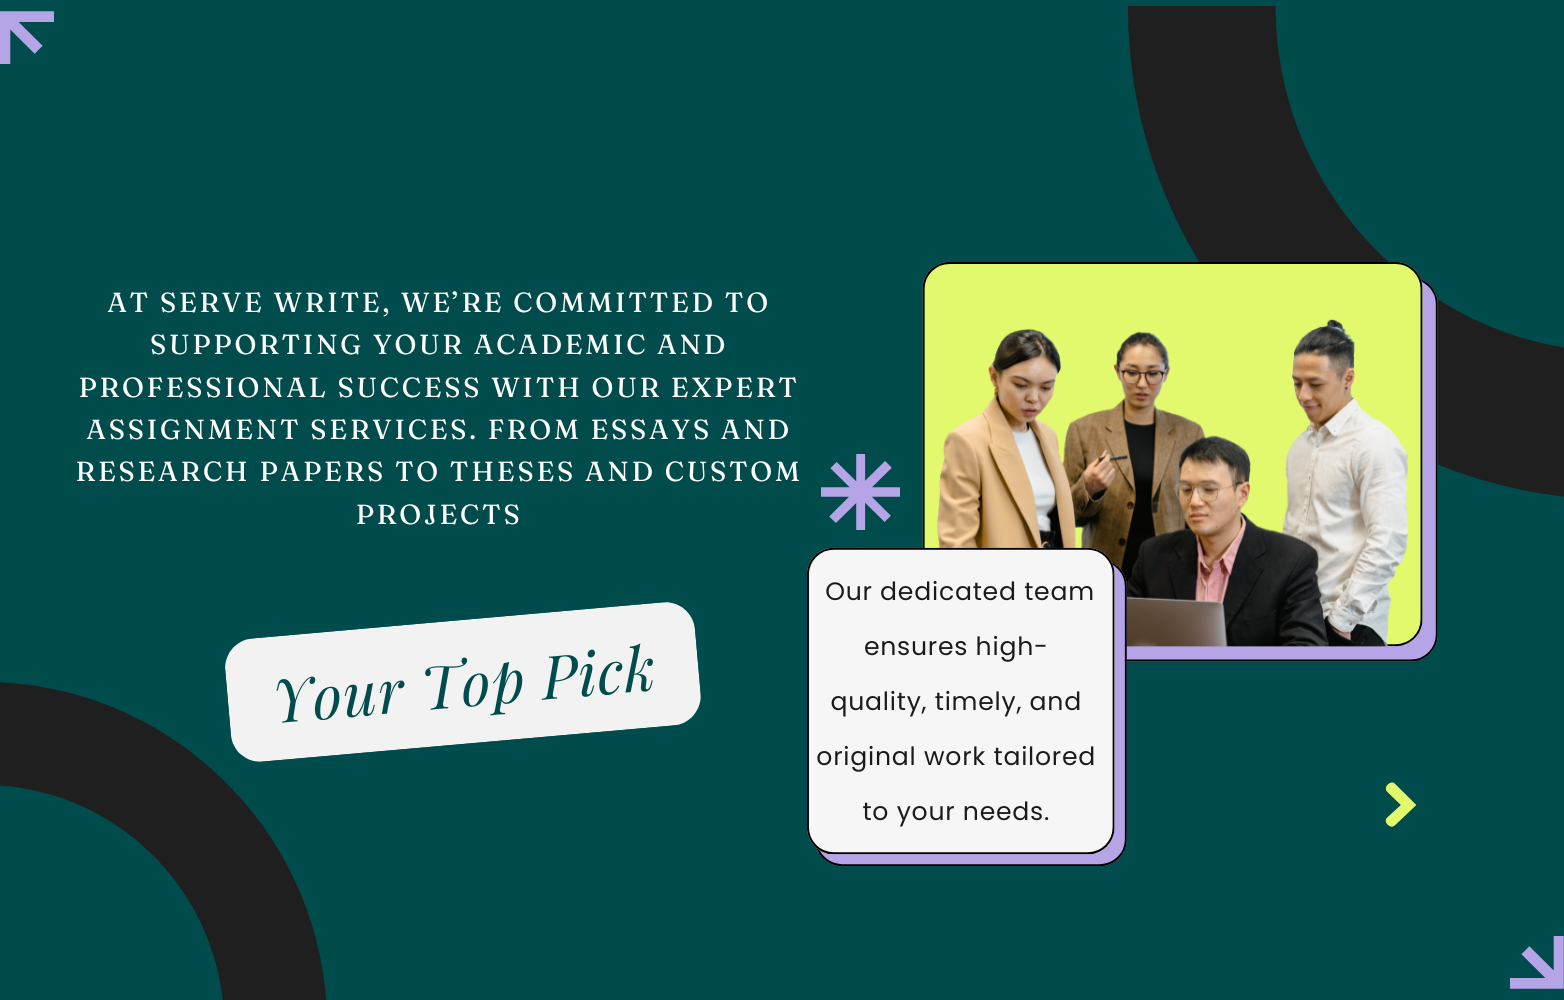 AT SERVE WRITE, WE’RE COMMITTED TO
SUPPORTING YOUR ACADEMIC AND
PROFESSIONAL SUCCESS WITH OUR EXPERT
ASSIGNMENT SERVICES. FROM ESSAYS AND
RESEARCH PAPERS TO THESES AND CUSTOM
PROJECTS
Your Top Pick
Our dedicated team
ensures high-
quality, timely, and
original work tailored
to your needs.